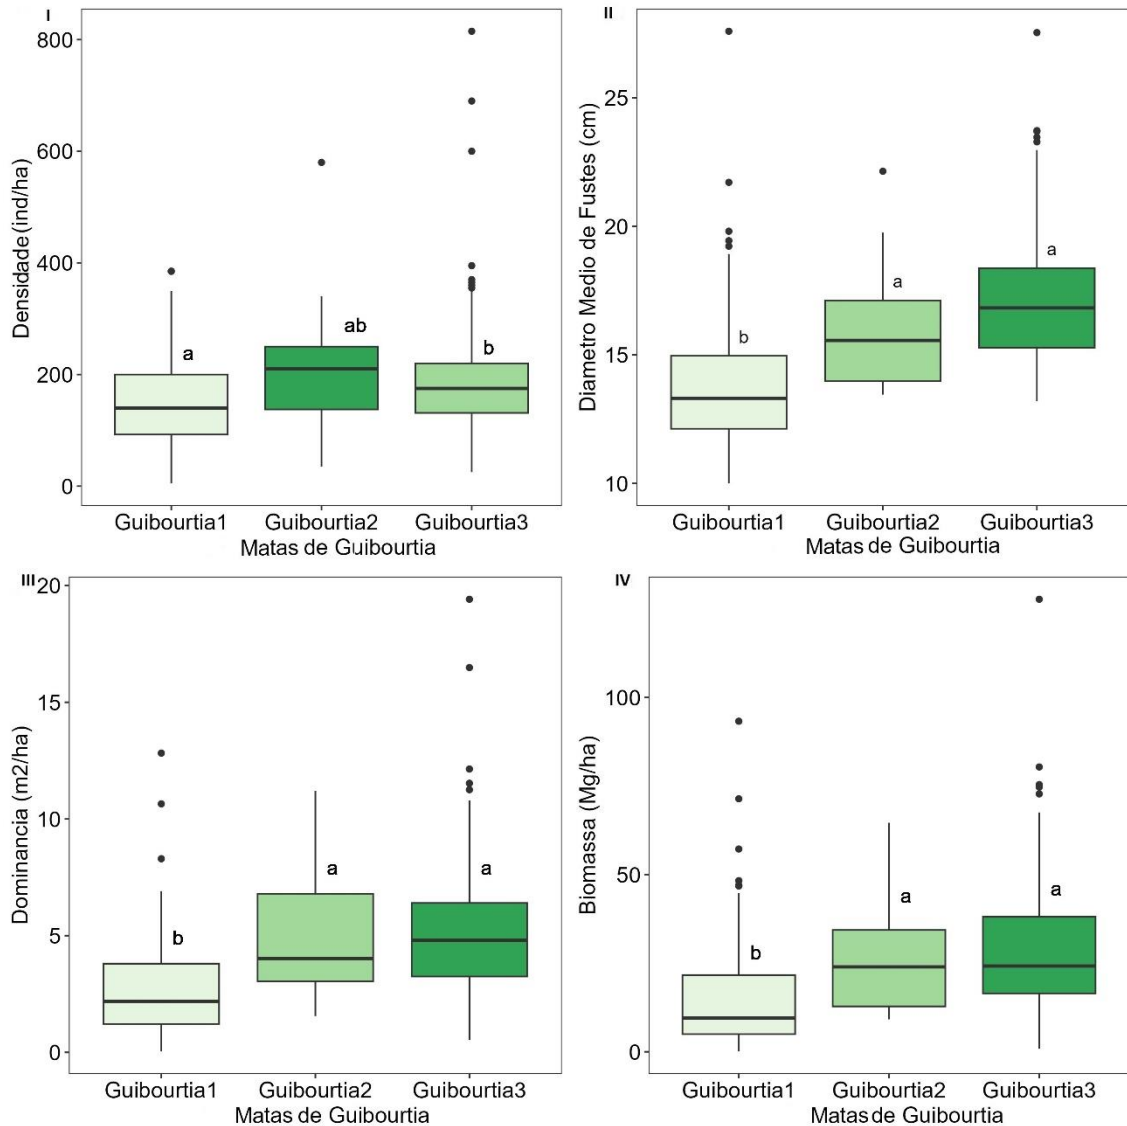 I
Densidade (ind/ha)
800
600
400
200
0
a
ab
b
Guibourtia1 Guibourtia2 Guibourtia3
Matas de Guibourtia
II
Diametro Medio de Fustes (cm)
25
20
15
10
b
a
a
Guibourtia1 Guibourtia2 Guibourtia3
Matas de Guibourtia
III
Dominancia (m2/ha)
20
15
10
5
0
b
a
a
Guibourtia1 Guibourtia2 Guibourtia3
Matas de Guibourtia
IV
Biomassa (Mg/ha)
100
50
0
b
a
a
Guibourtia1 Guibourtia2 Guibourtia3
Matas de Guibourtia